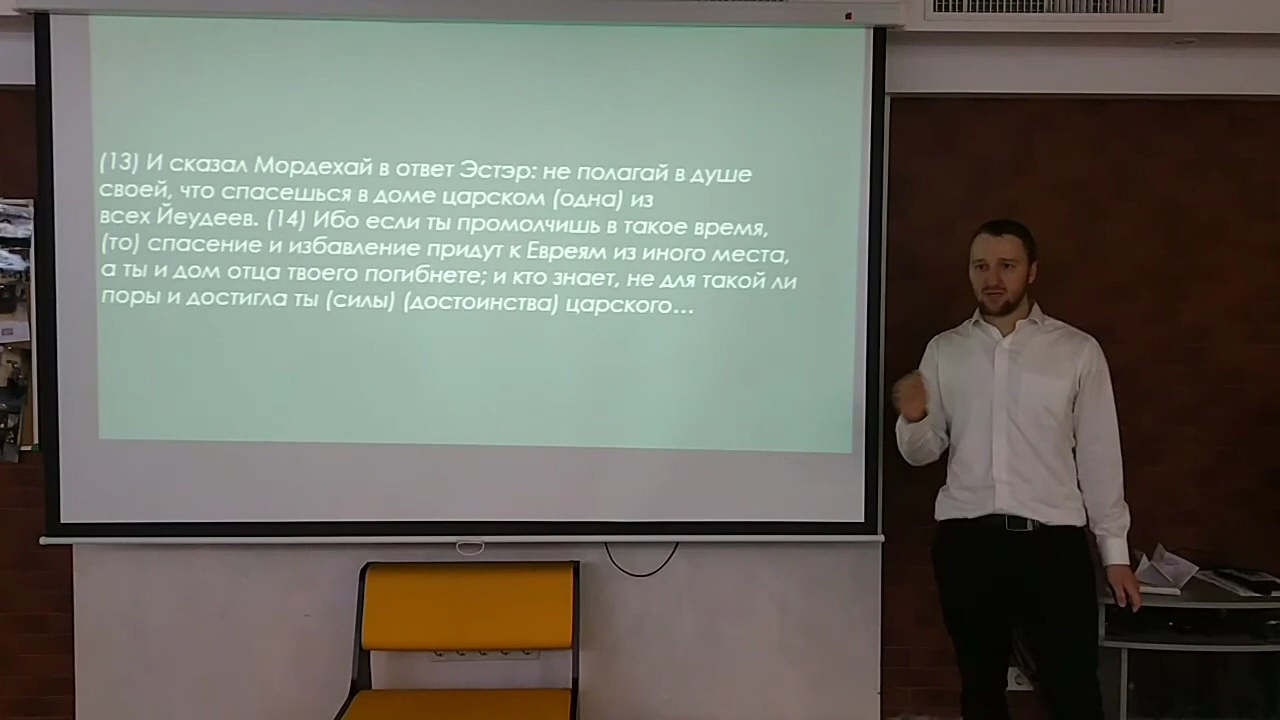 (13) И сказал Мордехай в ответ Эстэр: не полагай в душе
своей, что спасешься в доме царском (одна) из
всех Йеудеев. (14) Ибо если ты промолчишь в такое время,
(то) спасение и избавление придут к Евреям из иного места,
а ты и дом отца твоего погибнете; и кто знает, не для такой ли
поры и достигла ты (силы) (достоинства) царского...